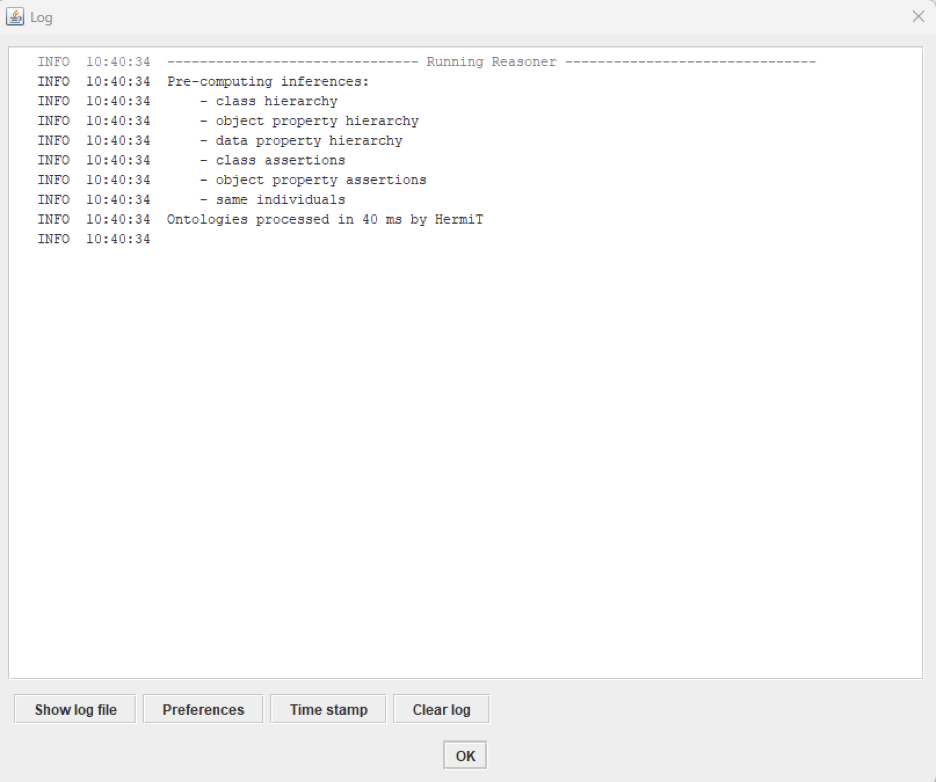 Log
INFO  10:40:34  ------------------------------- Running Reasoner -------------------------------
INFO  10:40:34  Pre-computing inferences:
INFO  10:40:34      - class hierarchy
INFO  10:40:34      - object property hierarchy
INFO  10:40:34      - data property hierarchy
INFO  10:40:34      - class assertions
INFO  10:40:34      - object property assertions
INFO  10:40:34      - same individuals
INFO  10:40:34  Ontologies processed in 40 ms by HermiT
INFO  10:40:34
Show log file  Preferences  Time stamp  Clear log
OK